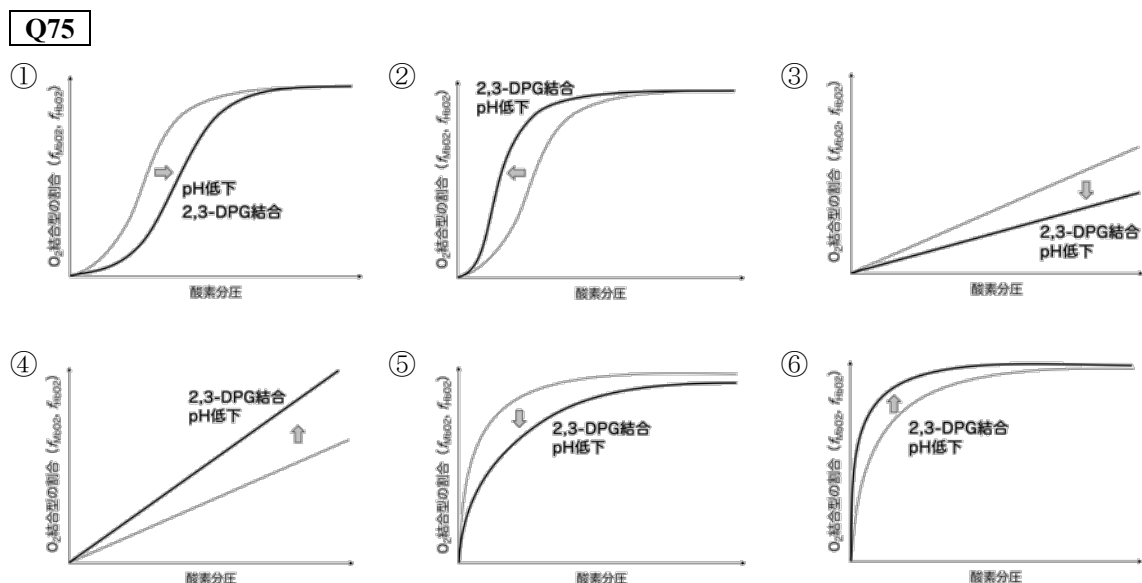 Q75
①
O₂結合型の割合 (fMbO2, fHbO2)
pH低下
2,3-DPG結合
酸素分圧
②
O₂結合型の割合 (fMbO2, fHbO2)
2,3-DPG結合
pH低下
酸素分圧
③
O₂結合型の割合 (fMbO2, fHbO2)
2,3-DPG結合
pH低下
酸素分圧
④
O₂結合型の割合 (fMbO2, fHbO2)
2,3-DPG結合
pH低下
酸素分圧
⑤
O₂結合型の割合 (fMbO2, fHbO2)
2,3-DPG結合
pH低下
酸素分圧
⑥
O₂結合型の割合 (fMbO2, fHbO2)
2,3-DPG結合
pH低下
酸素分圧